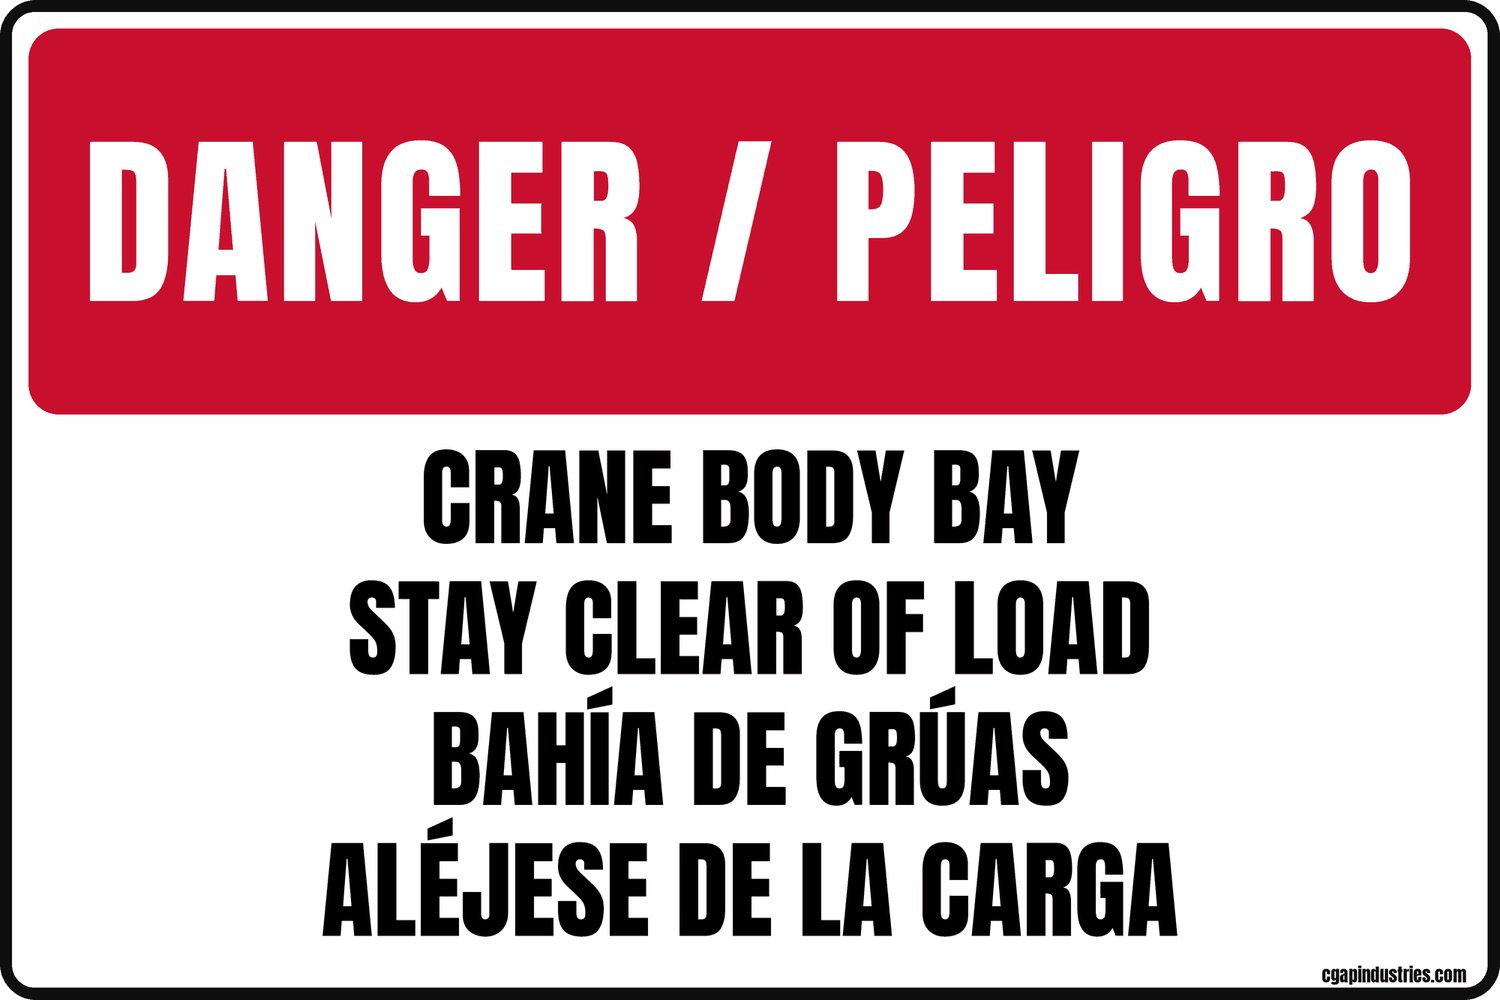 DANGER / PELIGRO
CRANE BODY BAY
STAY CLEAR OF LOAD
BAHÍA DE GRÚAS
ALÉJESE DE LA CARGA
cgapindustries.com